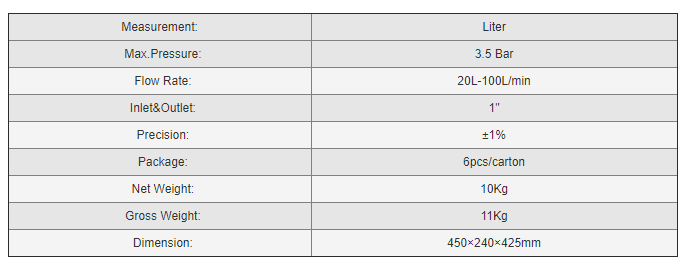 Measurement: Liter
Max.Pressure: 3.5 Bar
Flow Rate: 20L-100L/min
Inlet&Outlet: 1"
Precision: ±1%
Package: 6pcs/carton
Net Weight: 10Kg
Gross Weight: 11Kg
Dimension: 450×240×425mm